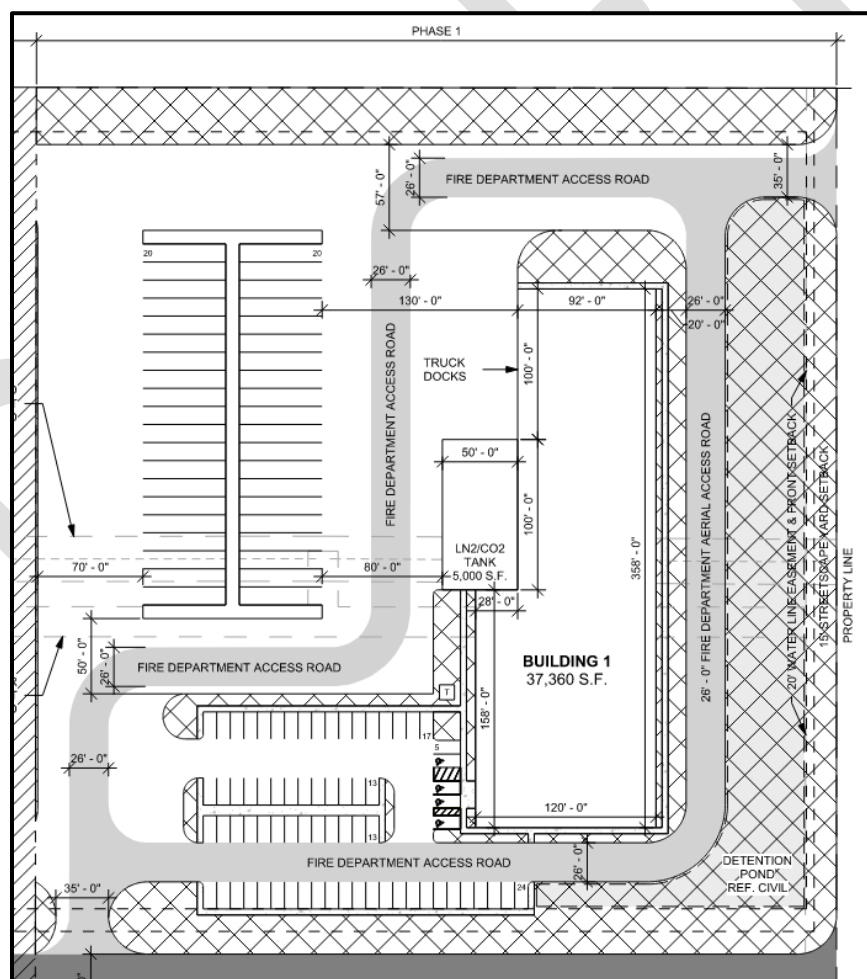 PHASE 1
FIRE DEPARTMENT ACCESS ROAD
26' - 0"
57' - 0"
35' - 0"
20
20
26' - 0"
130' - 0"
92' - 0"
26' - 0"
20' - 0"
TRUCK
DOCKS
100' - 0"
FIRE DEPARTMENT ACCESS ROAD
50' - 0"
100' - 0"
LN2/CO2
TANK
5,000 S.F.
70' - 0"
80' - 0"
28' - 0"
358' - 0"
26' - 0" FIRE DEPARTMENT AERIAL ACCESS ROAD
20' WATER LINE EASEMENT & FRONT SETBACK
15' STREETSCAPE YARD SETBACK
PROPERTY LINE
50' - 0"
26' - 0"
FIRE DEPARTMENT ACCESS ROAD
BUILDING 1
37,360 S.F.
T
158' - 0"
17
5
26' - 0"
13
120' - 0"
13
FIRE DEPARTMENT ACCESS ROAD
26' - 0"
DETENTION
POND
REF. CIVIL
24
35' - 0"